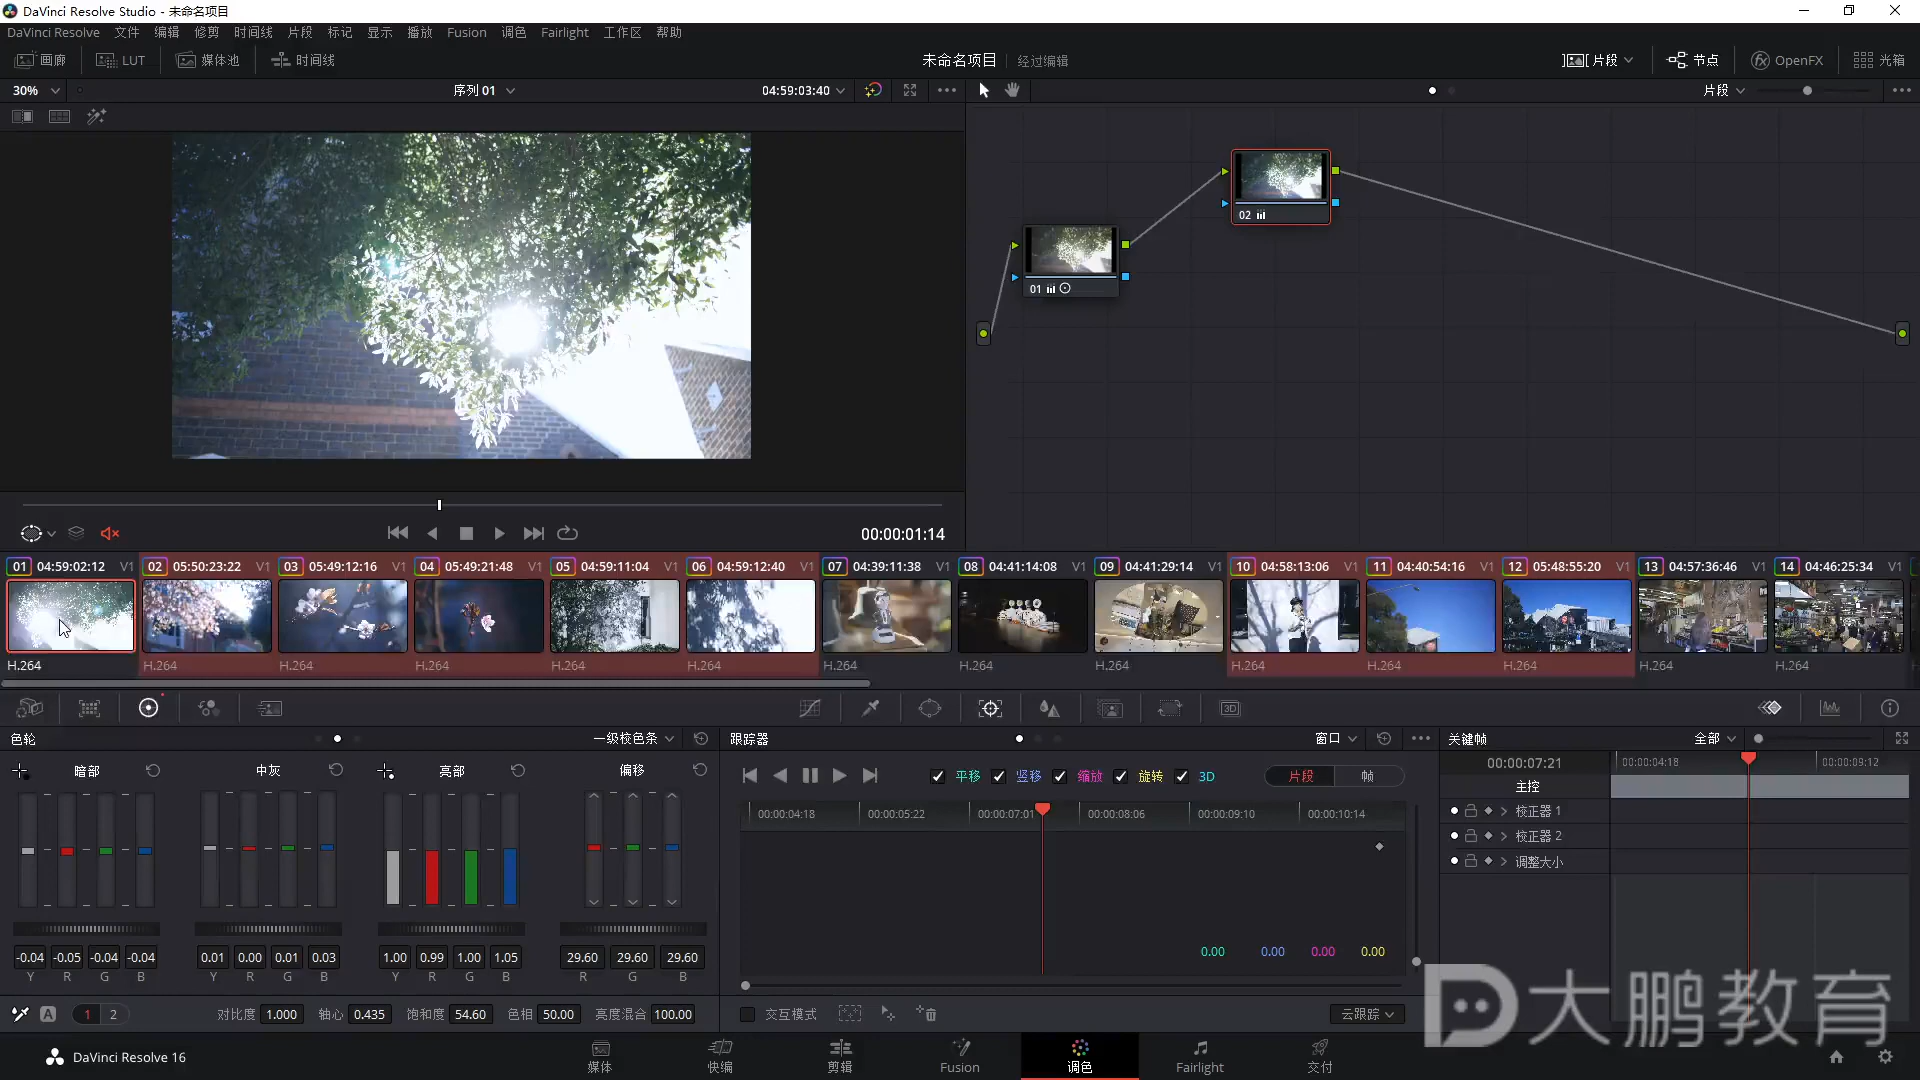 DaVinci Resolve Studio - 未命名项目
DaVinci Resolve 文件 编辑 修剪 时间线 片段 标记 显示 播放 Fusion 调色 Fairlight 工作区 帮助
画廊 LUT 媒体池 时间线 未命名项目 经过编辑 片段 节点 OpenFX 光箱
30% 序列 01 04:59:03:40 片段
02
01
00:00:01:14
01 04:59:02:12 V1 02 05:50:23:22 V1 03 05:49:12:16 V1 04 05:49:21:48 V1 05 04:59:11:04 V1 06 04:59:12:40 V1 07 04:39:11:38 V1 08 04:41:14:08 V1 09 04:41:29:14 V1 10 04:58:13:06 V1 11 04:40:54:16 V1 12 05:48:55:20 V1 13 04:57:36:46 V1 14 04:46:25:34 V1
H.264 H.264 H.264 H.264 H.264 H.264 H.264 H.264 H.264 H.264 H.264 H.264 H.264 H.264
3D
色轮 一级校色条 跟踪器 窗口 关键帧 全部
暗部 中灰 亮部 偏移 平移 竖移 缩放 旋转 3D 片段 帧 00:00:07:21 00:00:04:18 00:00:09:12
主控
00:00:04:18 00:00:05:22 00:00:07:01 00:00:08:06 00:00:09:10 00:00:10:14 校正器 1
校正器 2
调整大小
-0.04 -0.05 -0.04 -0.04 0.01 0.00 0.01 0.03 1.00 0.99 1.00 1.05 29.60 29.60 29.60 0.00 0.00 0.00 0.00
Y R G B Y R G B Y R G B R G B
A 1 2 对比度 1.000 轴心 0.435 饱和度 54.60 色相 50.00 亮度混合 100.00 交互模式 云跟踪
大鹏教育
DaVinci Resolve 16 媒体 快编 剪辑 Fusion 调色 Fairlight 交付